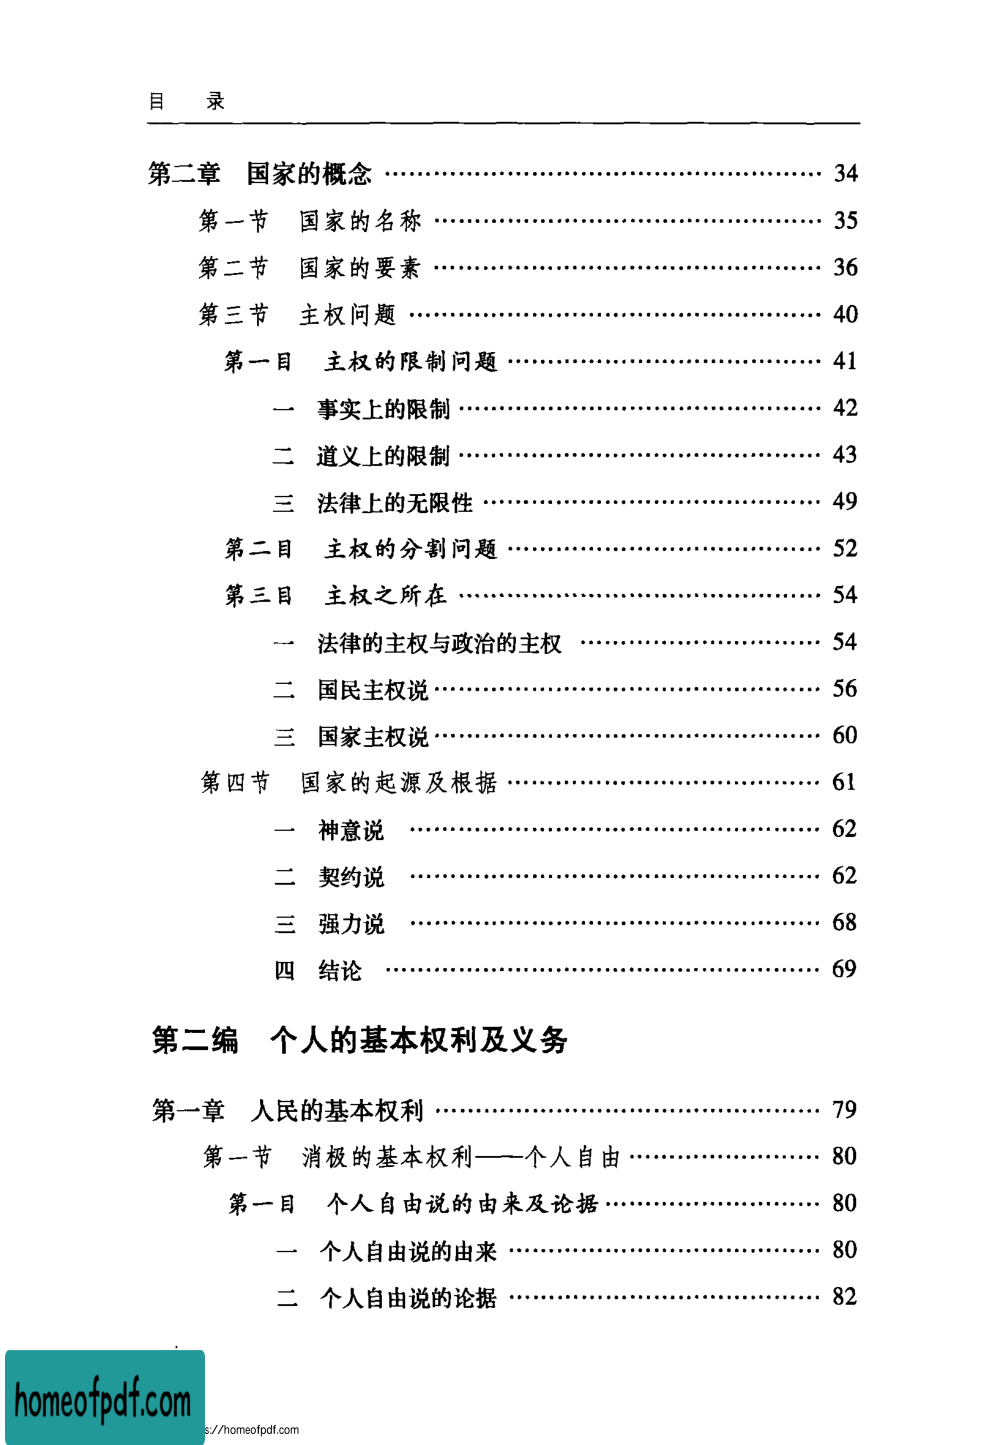 目 录
第二章 国家的概念 …… 34
第一节 国家的名称 …… 35
第二节 国家的要素 …… 36
第三节 主权问题 …… 40
第一目 主权的限制问题 …… 41
一 事实上的限制 …… 42
二 道义上的限制 …… 43
三 法律上的无限性 …… 49
第二目 主权的分割问题 …… 52
第三目 主权之所在 …… 54
一 法律的主权与政治的主权 …… 54
二 国民主权说 …… 56
三 国家主权说 …… 60
第四节 国家的起源及根据 …… 61
一 神意说 …… 62
二 契约说 …… 62
三 强力说 …… 68
四 结论 …… 69
第二编 个人的基本权利及义务
第一章 人民的基本权利 …… 79
第一节 消极的基本权利——个人自由 …… 80
第一目 个人自由说的由来及论据 …… 80
一 个人自由说的由来 …… 80
二 个人自由说的论据 …… 82
homeofpdf.com
s://homeofpdf.com